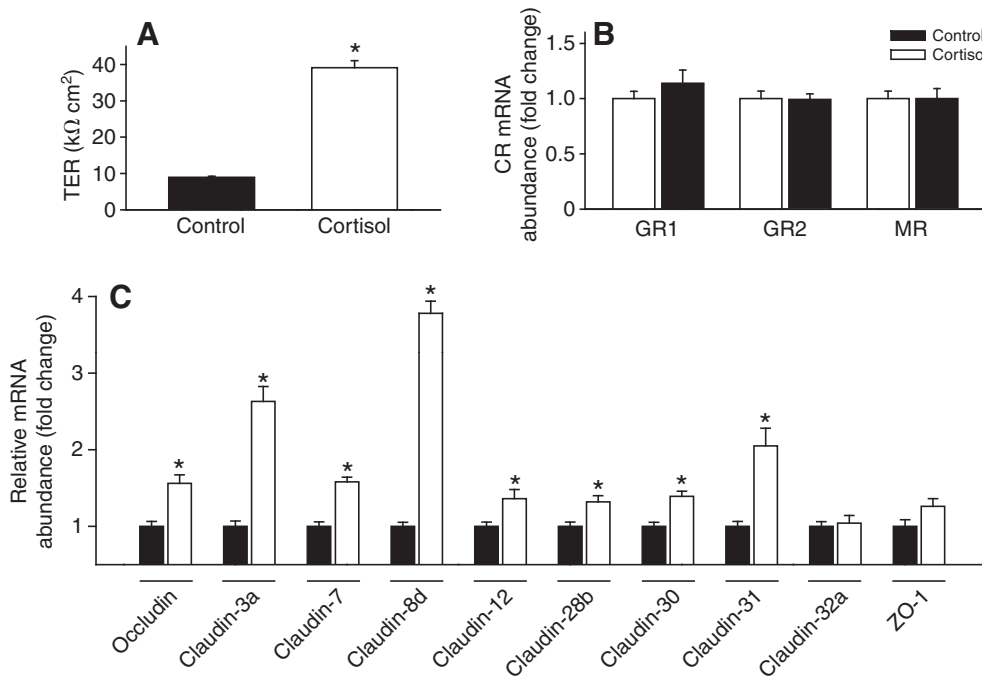 A
TER (kΩ cm²)
40
30
20
10
0
*
Control
Cortisol
B
CR mRNA
abundance (fold change)
1.5
1.0
0.5
0
Control
Cortisol
GR1
GR2
MR
C
Relative mRNA
abundance (fold change)
4
3
2
1
*
*
*
*
*
*
*
*
Occludin
Claudin-3a
Claudin-7
Claudin-8d
Claudin-12
Claudin-28b
Claudin-30
Claudin-31
Claudin-32a
ZO-1